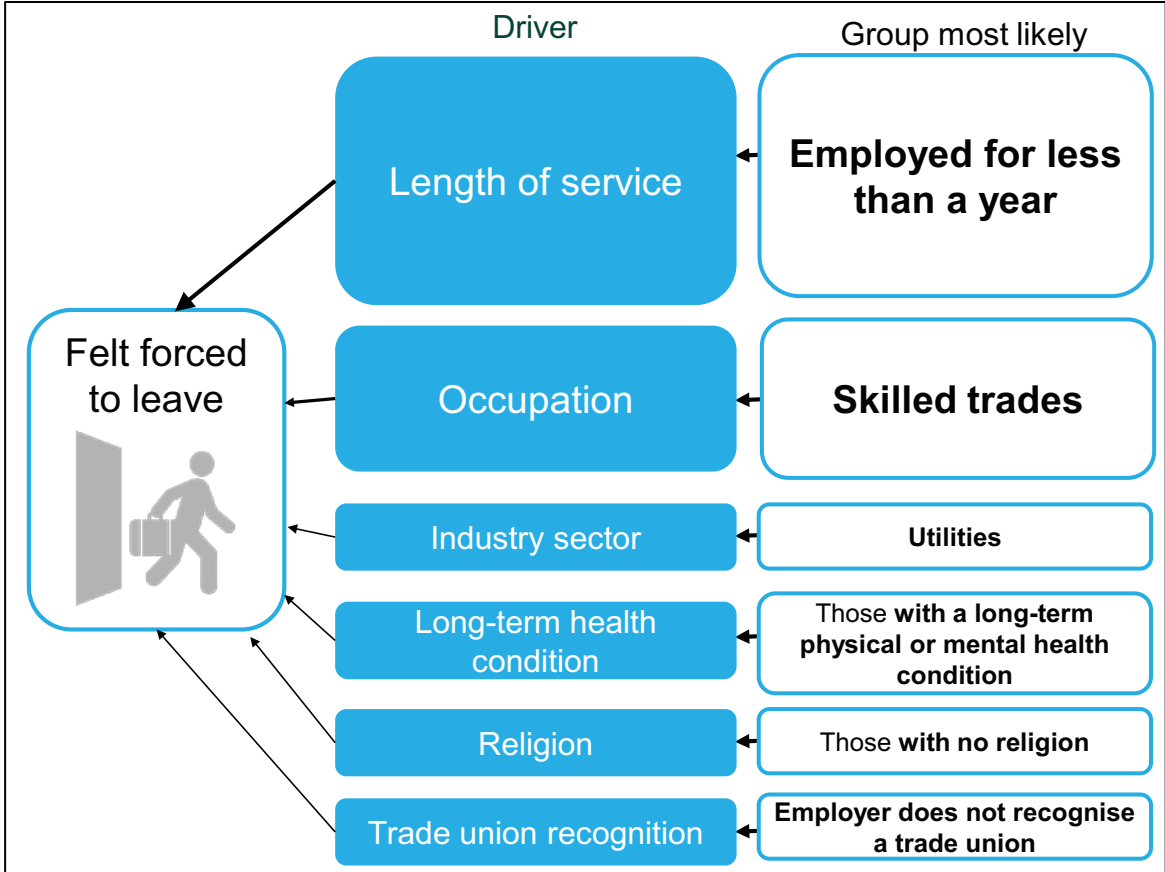 Driver
Group most likely
Length of service
Employed for less
than a year
Felt forced
to leave
Occupation
Skilled trades
Industry sector
Utilities
Long-term health
condition
Those with a long-term
physical or mental health
condition
Religion
Those with no religion
Trade union recognition
Employer does not recognise
a trade union